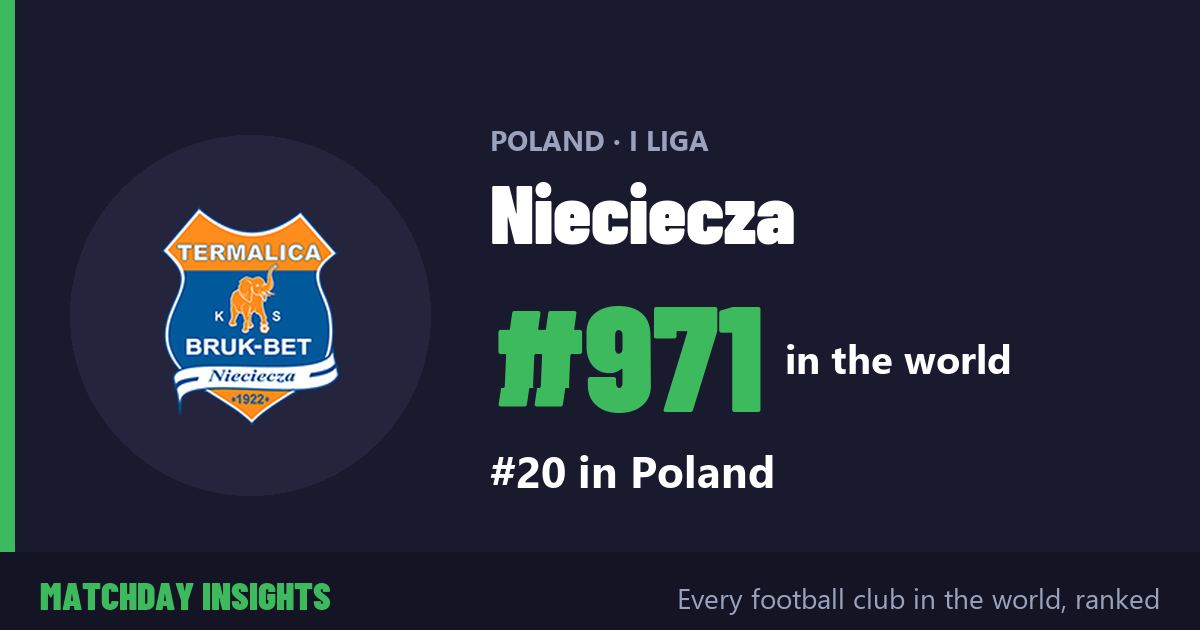 POLAND · I LIGA
Nieciecza
#971 in the world
#20 in Poland
TERMALICA
K S
BRUK-BET
Nieciecza
•1922•
MATCHDAY INSIGHTS
Every football club in the world, ranked